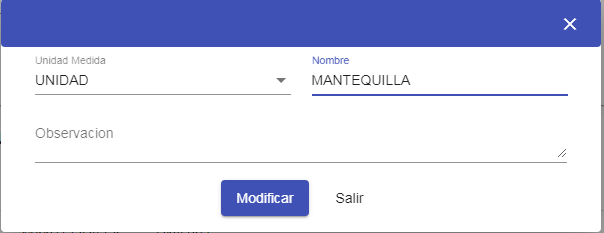 Unidad Medida
Nombre
UNIDAD
MANTEQUILLA
Observacion
Modificar
Salir